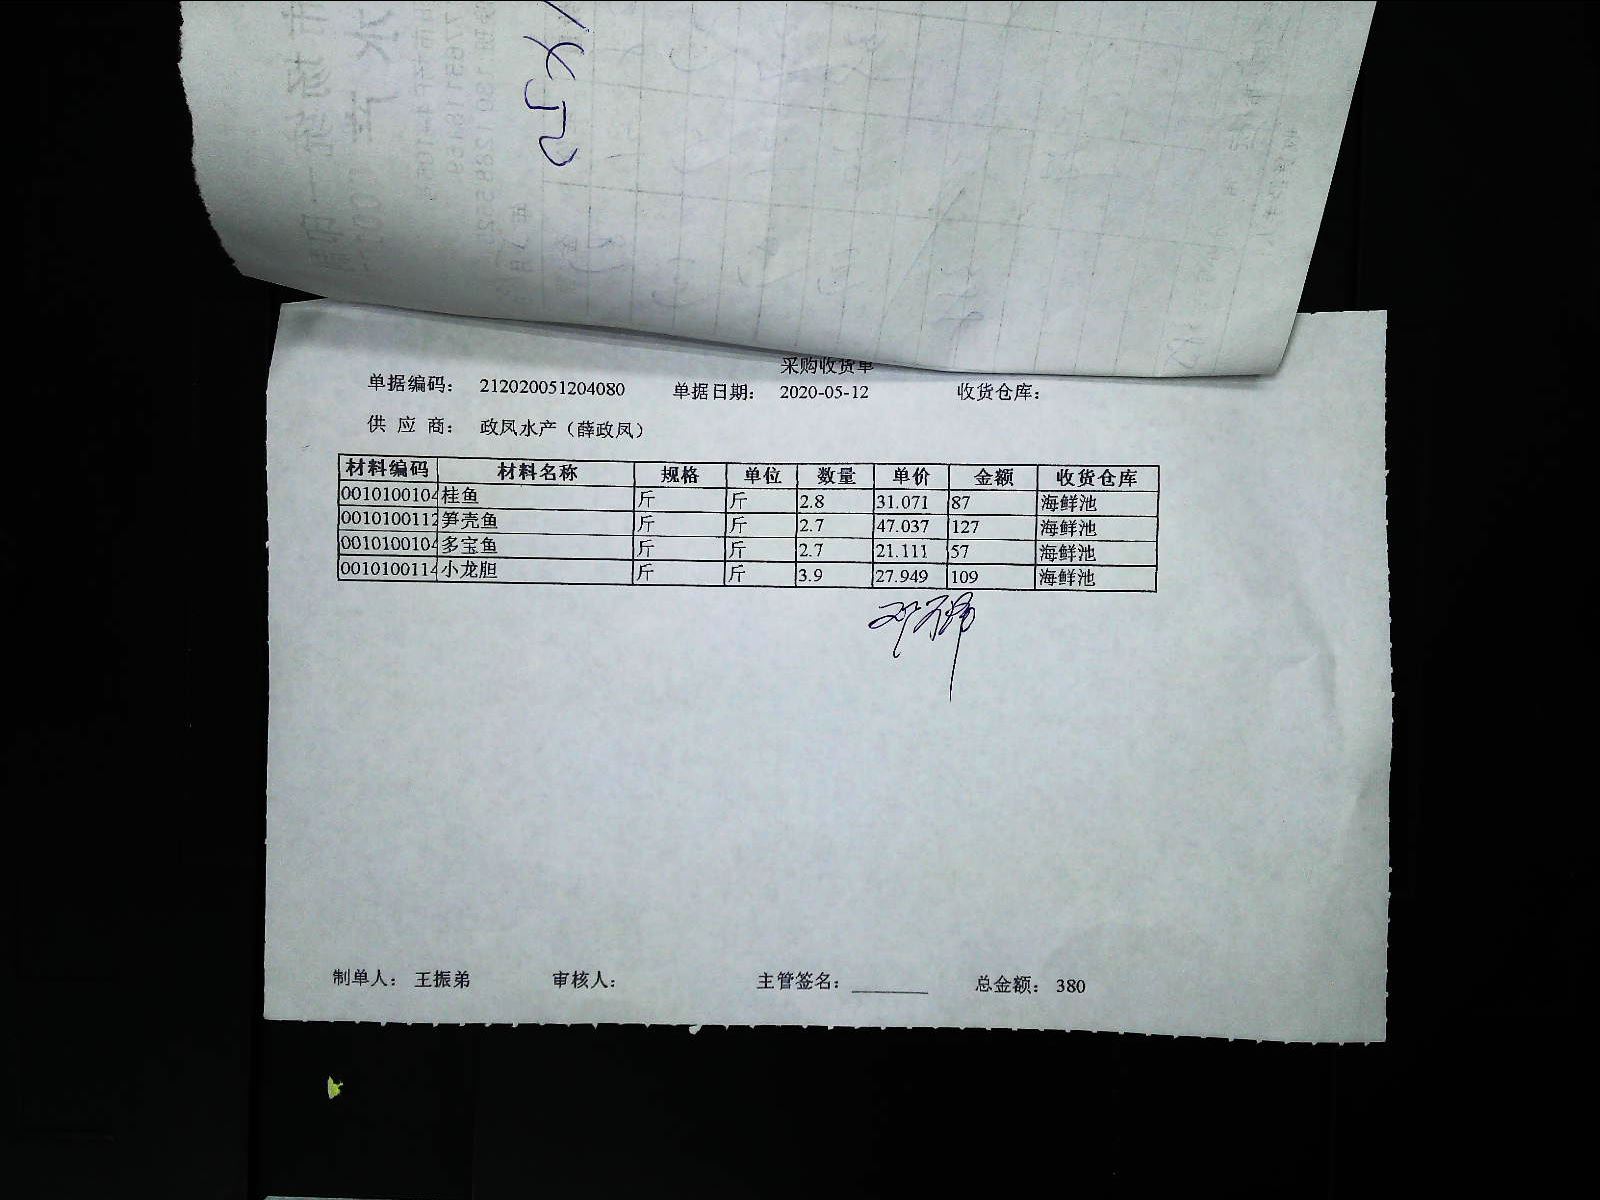 采购收货单
单据编码： 212020051204080 单据日期： 2020-05-12 收货仓库：
供 应 商： 政凤水产（薛政凤）
材料编码 材料名称 规格 单位 数量 单价 金额 收货仓库
0010100104 桂鱼 斤 斤 2.8 31.071 87 海鲜池
0010100112 笋壳鱼 斤 斤 2.7 47.037 127 海鲜池
0010100104 多宝鱼 斤 斤 2.7 21.111 57 海鲜池
0010100114 小龙胆 斤 斤 3.9 27.949 109 海鲜池
制单人： 王振弟 审核人： 主管签名： 总金额： 380